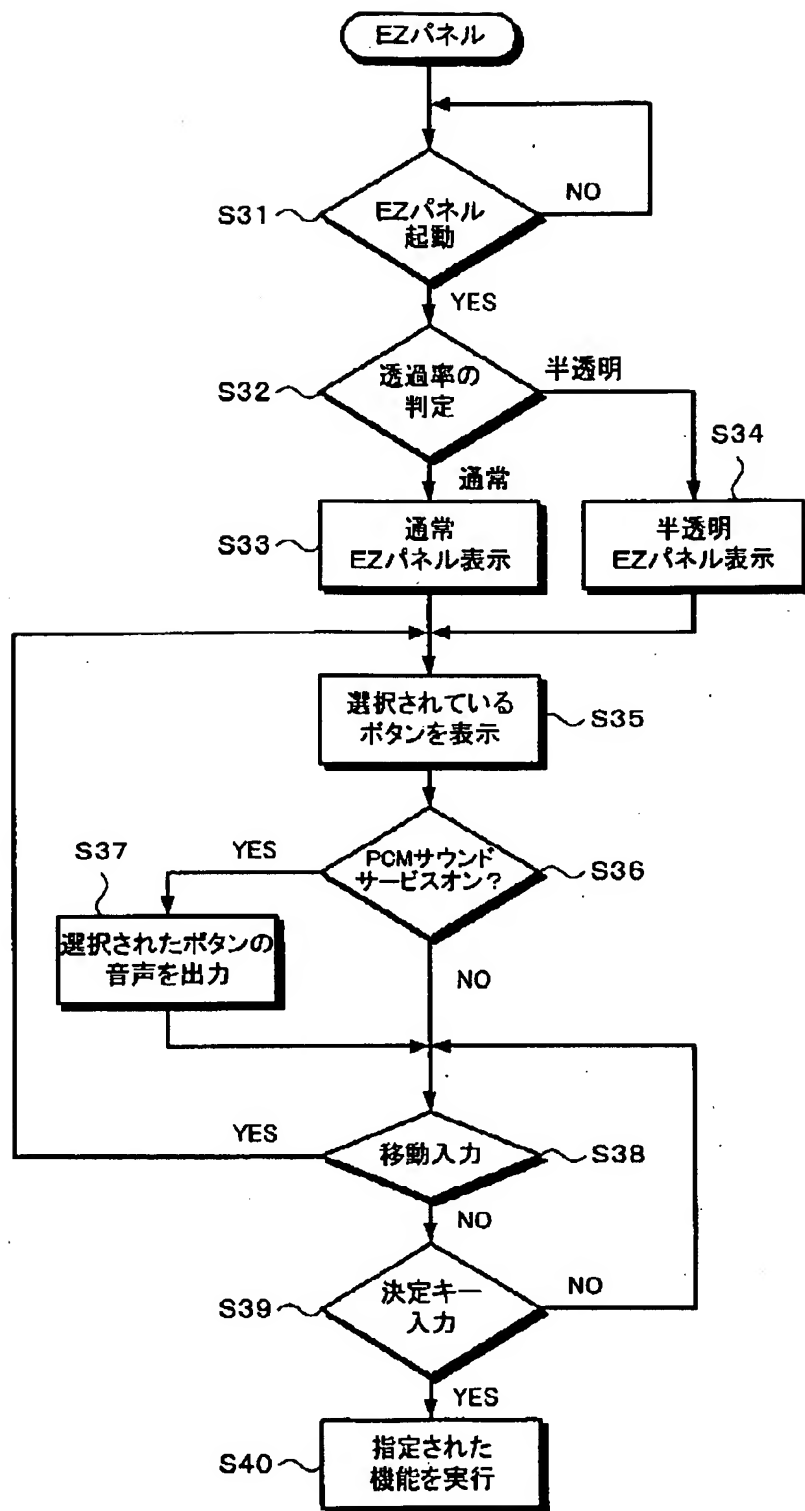 EZパネル
S31
EZパネル
起動
NO
YES
S32
透過率の
判定
半透明
通常
S34
S33
通常
EZパネル表示
半透明
EZパネル表示
選択されている
ボタンを表示
S35
S37
YES
PCMサウンド
サービスオン?
S36
選択されたボタンの
音声を出力
NO
YES
移動入力
S38
NO
S39
決定キー
入力
NO
YES
S40
指定された
機能を実行